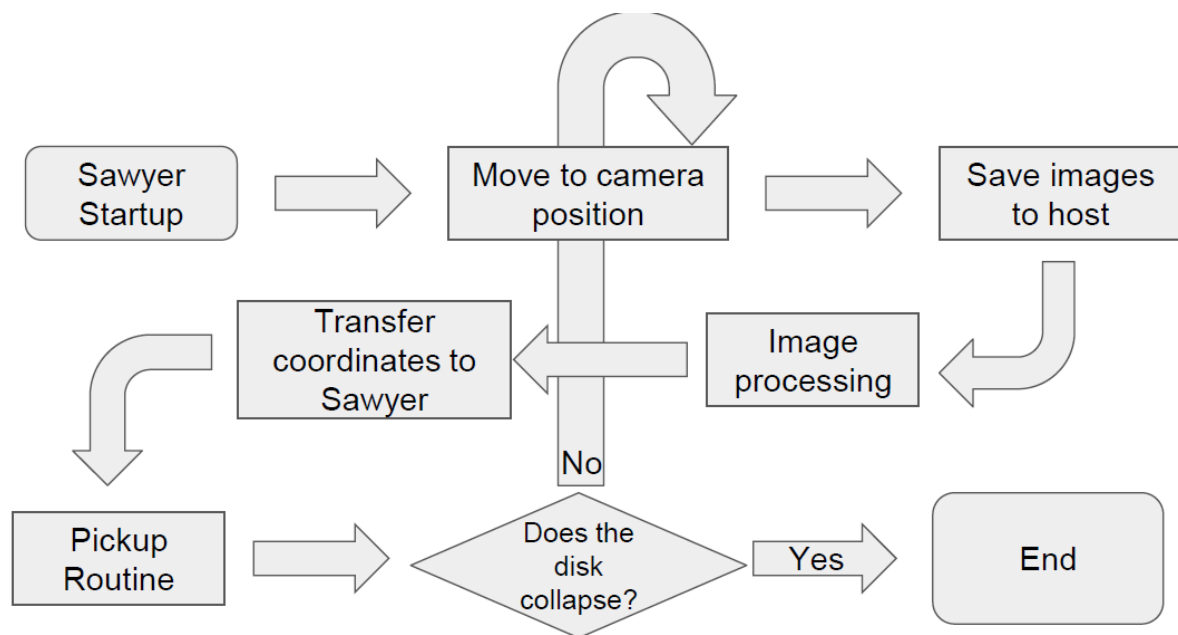 Sawyer
Startup
Move to camera
position
Save images
to host
Image
processing
Transfer
coordinates to
Sawyer
Pickup
Routine
Does the
disk
collapse?
No
Yes
End